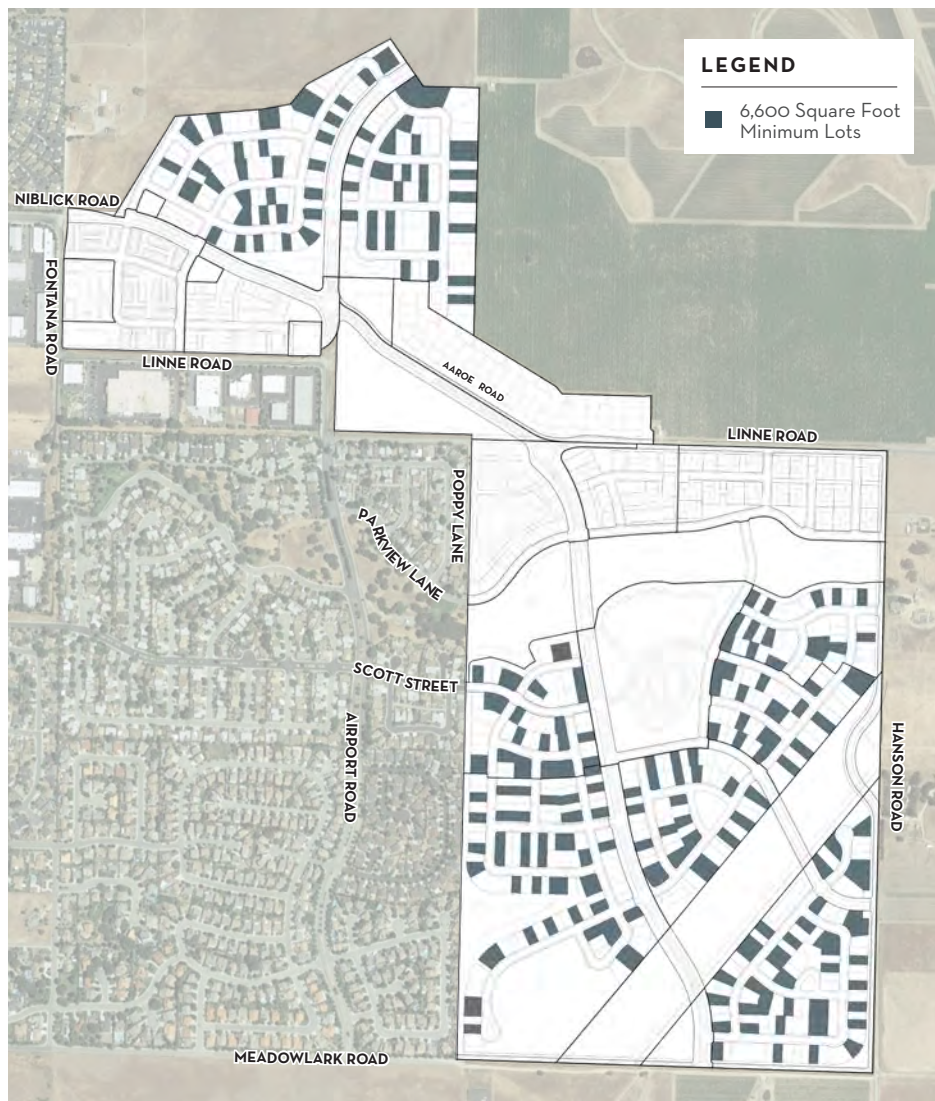 LEGEND
6,600 Square Foot
Minimum Lots
NIBLICK ROAD
FONTANA ROAD
LINNE ROAD
AAROE ROAD
LINNE ROAD
POPPY LANE
PARKVIEW LANE
SCOTT STREET
AIRPORT ROAD
HANSON ROAD
MEADOWLARK ROAD